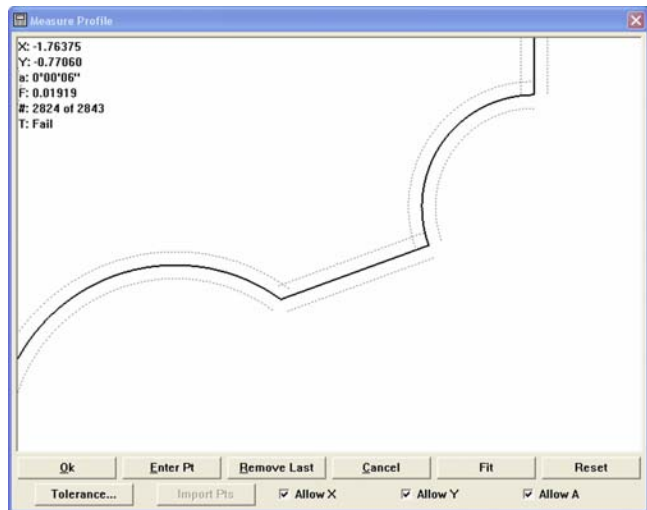 Measure Profile
X: -1.76375
Y: -0.77060
a: 0°00'06"
F: 0.01919
#: 2824 of 2843
T: Fail
Ok Enter Pt Remove Last Cancel Fit Reset
Tolerance... Import Pts Allow X Allow Y Allow A